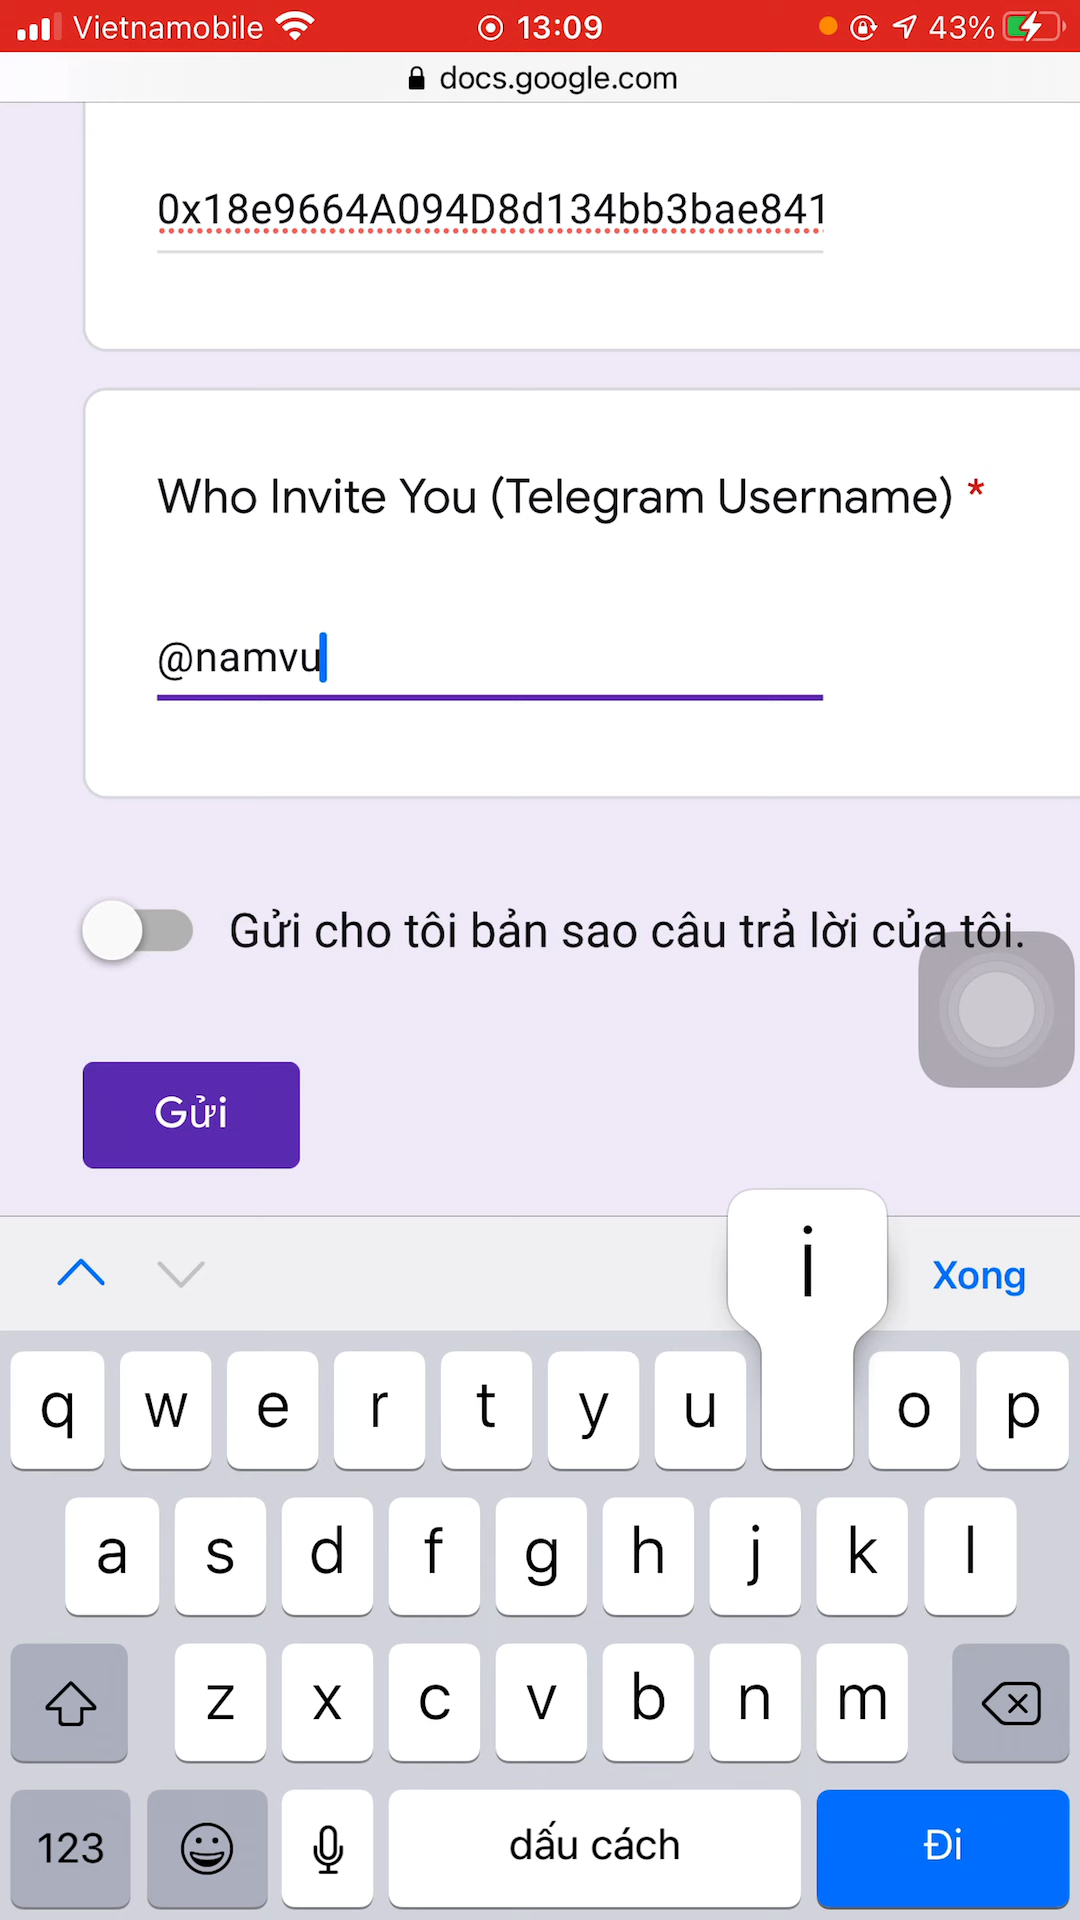 Vietnamobile 13:09 43%
docs.google.com
0x18e9664A094D8d134bb3bae841
Who Invite You (Telegram Username) *
@namvu
Gửi cho tôi bản sao câu trả lời của tôi.
Gửi
i
Xong
q w e r t y u o p
a s d f g h j k l
z x c v b n m
123 dấu cách Đi